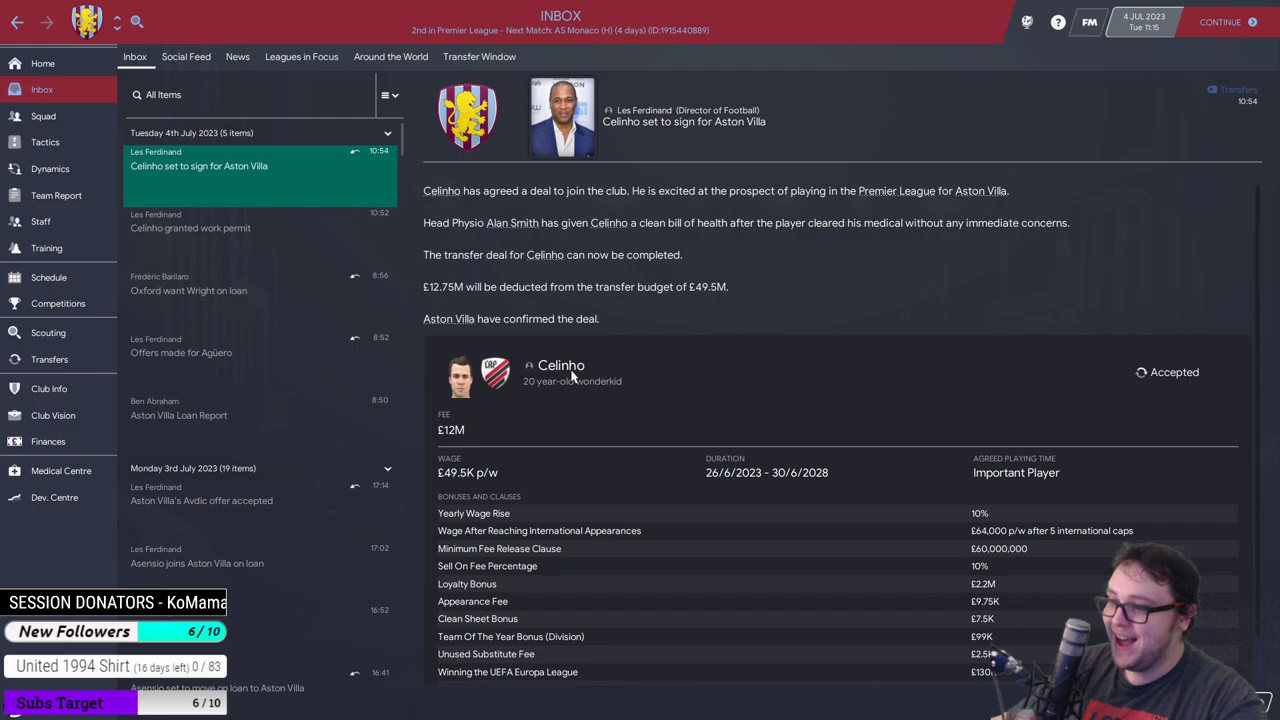 INBOX
2nd in Premier League - Next Match: AS Monaco (H) (4 days) (ID:1915440889)
FM
4 JUL 2023
Tue 11:15
CONTINUE
Home
Inbox
Squad
Tactics
Dynamics
Team Report
Staff
Training
Schedule
Competitions
Scouting
Transfers
Club Info
Club Vision
Finances
Medical Centre
Dev. Centre
Inbox Social Feed News Leagues in Focus Around the World Transfer Window
All Items
Tuesday 4th July 2023 (5 items)
Les Ferdinand 10:54
Celinho set to sign for Aston Villa
Les Ferdinand 10:52
Celinho granted work permit
Frédéric Barilaro 8:56
Oxford want Wright on loan
Les Ferdinand 8:52
Offers made for Agüero
Ben Abraham 8:50
Aston Villa Loan Report
Monday 3rd July 2023 (19 items)
Les Ferdinand 17:14
Aston Villa's Avdic offer accepted
Les Ferdinand 17:02
Asensio joins Aston Villa on loan
16:52
16:41
Asensio set to move on loan to Aston Villa
Les Ferdinand (Director of Football)
Celinho set to sign for Aston Villa
Transfers
10:54
Celinho has agreed a deal to join the club. He is excited at the prospect of playing in the Premier League for Aston Villa.
Head Physio Alan Smith has given Celinho a clean bill of health after the player cleared his medical without any immediate concerns.
The transfer deal for Celinho can now be completed.
£12.75M will be deducted from the transfer budget of £49.5M.
Aston Villa have confirmed the deal.
CAP
Celinho
20 year-old wonderkid
Accepted
FEE
£12M
WAGE DURATION AGREED PLAYING TIME
£49.5K p/w 26/6/2023 - 30/6/2028 Important Player
BONUSES AND CLAUSES
Yearly Wage Rise 10%
Wage After Reaching International Appearances £64,000 p/w after 5 international caps
Minimum Fee Release Clause £60,000,000
Sell On Fee Percentage 10%
Loyalty Bonus £2.2M
Appearance Fee £9.75K
Clean Sheet Bonus £7.5K
Team Of The Year Bonus (Division) £99K
Unused Substitute Fee
Winning the UEFA Europa League
SESSION DONATORS - KoMama
New Followers 6/10
United 1994 Shirt (16 days left) 0 / 83
Subs Target 6/10